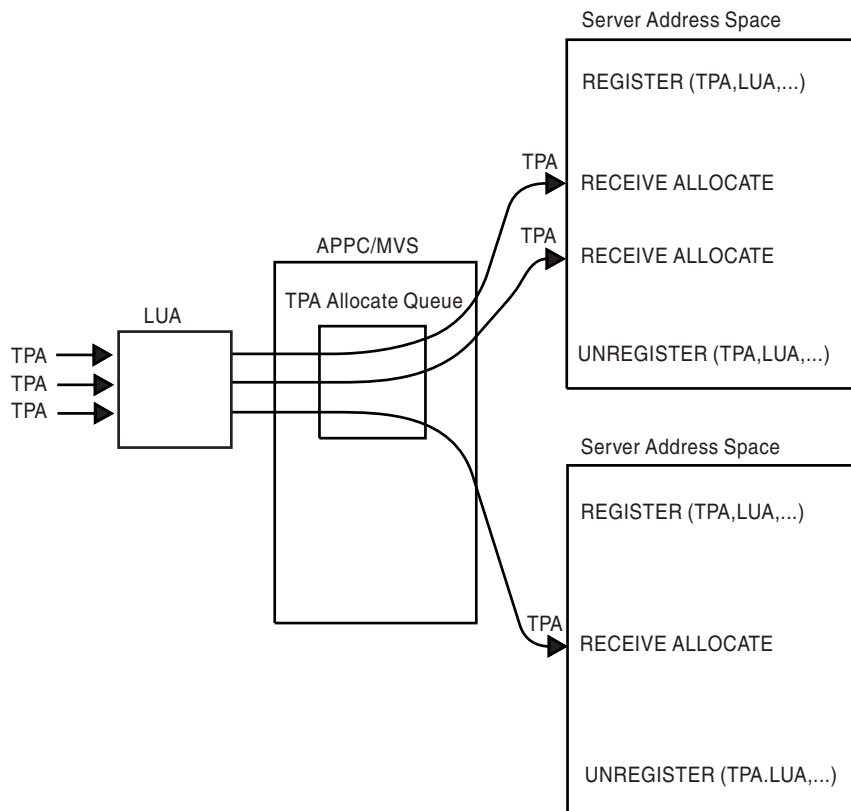 Server Address Space
REGISTER (TPA,LUA,...)
TPA
RECEIVE ALLOCATE
TPA
RECEIVE ALLOCATE
UNREGISTER (TPA,LUA,...)
APPC/MVS
TPA Allocate Queue
LUA
TPA
TPA
TPA
Server Address Space
REGISTER (TPA,LUA,...)
TPA
RECEIVE ALLOCATE
UNREGISTER (TPA.LUA,...)